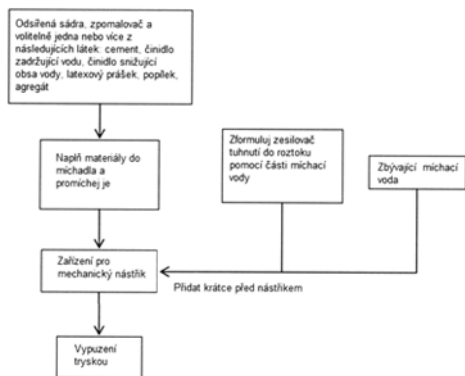 Odsířená sádra, zpomalovač a
volitelně jedna nebo více z
následujících látek: cement, činidlo
zadržující vodu, činidlo snižující
obsa vody, latexový prášek, popílek,
agregát
Naplň materiály do
míchadla a
promíchej je
Zformuluj zesilovač
tuhnutí do roztoku
pomocí části míchací
vody
Zbývající míchací
voda
Zařízení pro
mechanický nástřik
Přidat krátce před nástřikem
Vypuzení
tryskou